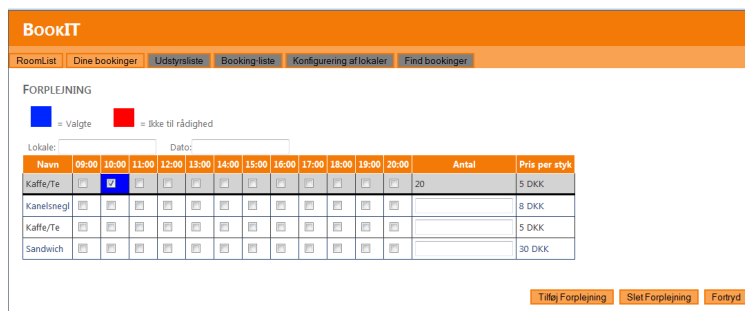 BookIT
RoomList Dine bookinger Udstyrsliste Booking-liste Konfigurering af lokaler Find bookinger
Forplejning
= Valgte = Ikke til rådighed
Lokale: Dato:
Navn 09:00 10:00 11:00 12:00 13:00 14:00 15:00 16:00 17:00 18:00 19:00 20:00 Antal Pris per styk
Kaffe/Te 20 5 DKK
Kanelsnegl 8 DKK
Kaffe/Te 5 DKK
Sandwich 30 DKK
Tilføj Forplejning Slet Forplejning Fortryd